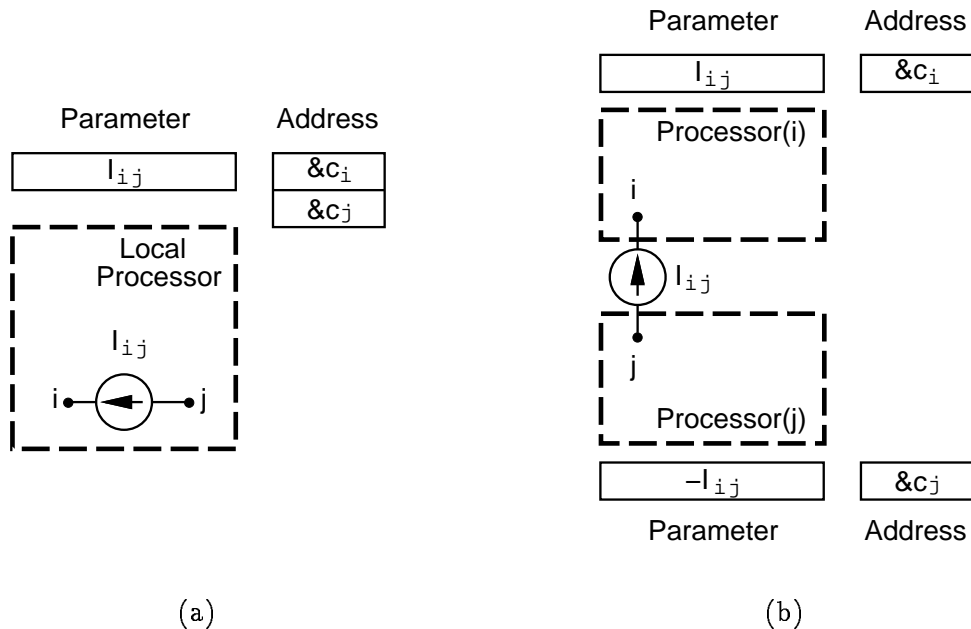 Parameter Address
I_ij &c_i
&c_j
Local
Processor
I_ij
i j
(a)
Parameter Address
I_ij &c_i
Processor(i)
i
I_ij
j
Processor(j)
–I_ij &c_j
Parameter Address
(b)